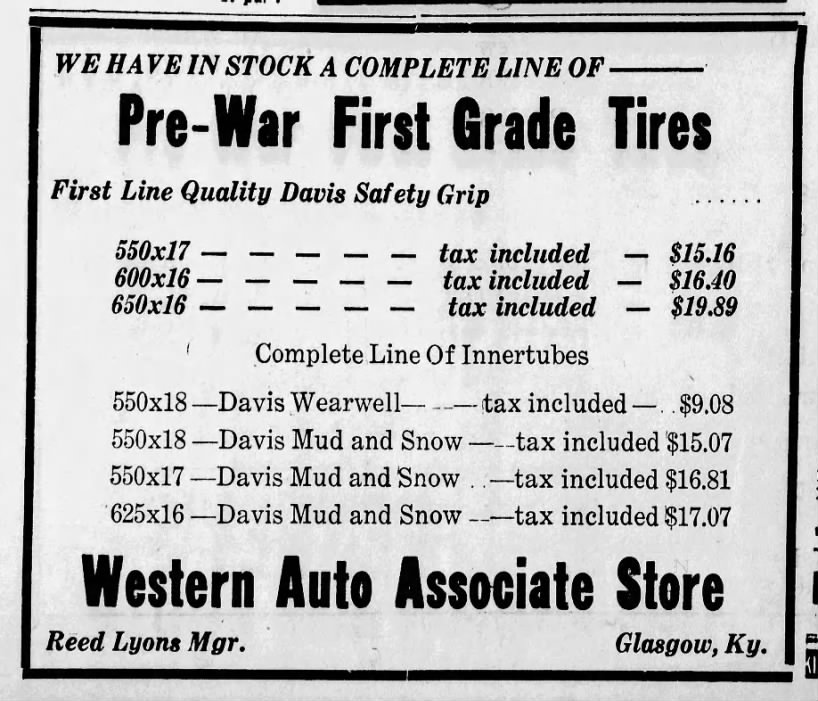 WE HAVE IN STOCK A COMPLETE LINE OF ———
Pre-War First Grade Tires
First Line Quality Davis Safety Grip ......
550x17 — — — — — tax included — $15.16
600x16 — — — — — tax included — $16.40
650x16 — — — — — tax included — $19.89
Complete Line Of Innertubes
550x18 —Davis Wearwell— - —- tax included —. . $9.08
550x18 —Davis Mud and Snow —--tax included $15.07
550x17 —Davis Mud and Snow . .—tax included $16.81
625x16 —Davis Mud and Snow --—tax included $17.07
Western Auto Associate Store
Reed Lyons Mgr. Glasgow, Ky.